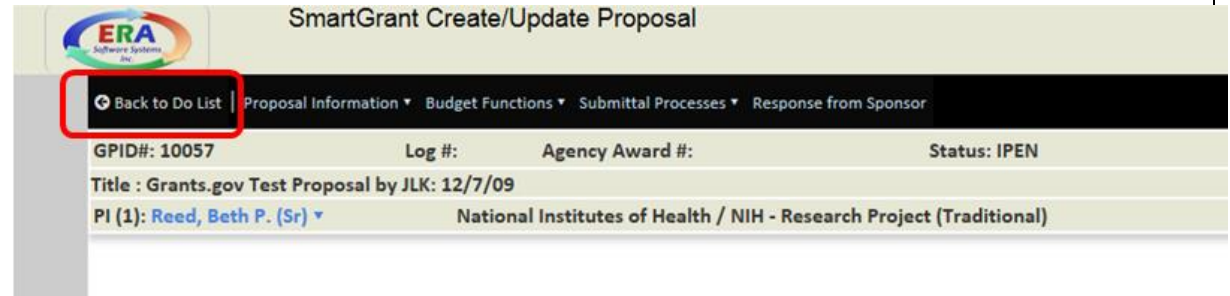 SmartGrant Create/Update Proposal
ERA
Software Systems
Inc.
Back to Do List | Proposal Information ▾ Budget Functions ▾ Submittal Processes ▾ Response from Sponsor
GPID#: 10057 Log #: Agency Award #: Status: IPEN
Title : Grants.gov Test Proposal by JLK: 12/7/09
PI (1): Reed, Beth P. (Sr) ▾ National Institutes of Health / NIH - Research Project (Traditional)